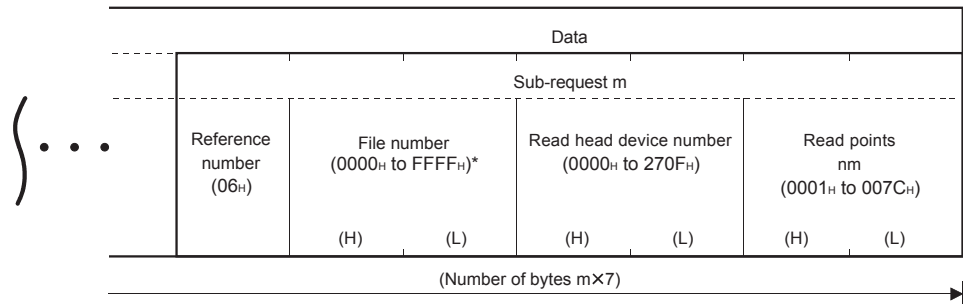 Data
Sub-request m
Reference
number
(06H)
File number
(0000H to FFFFH)*
(H) (L)
Read head device number
(0000H to 270FH)
(H) (L)
Read points
nm
(0001H to 007CH)
(H) (L)
(Number of bytes m×7)